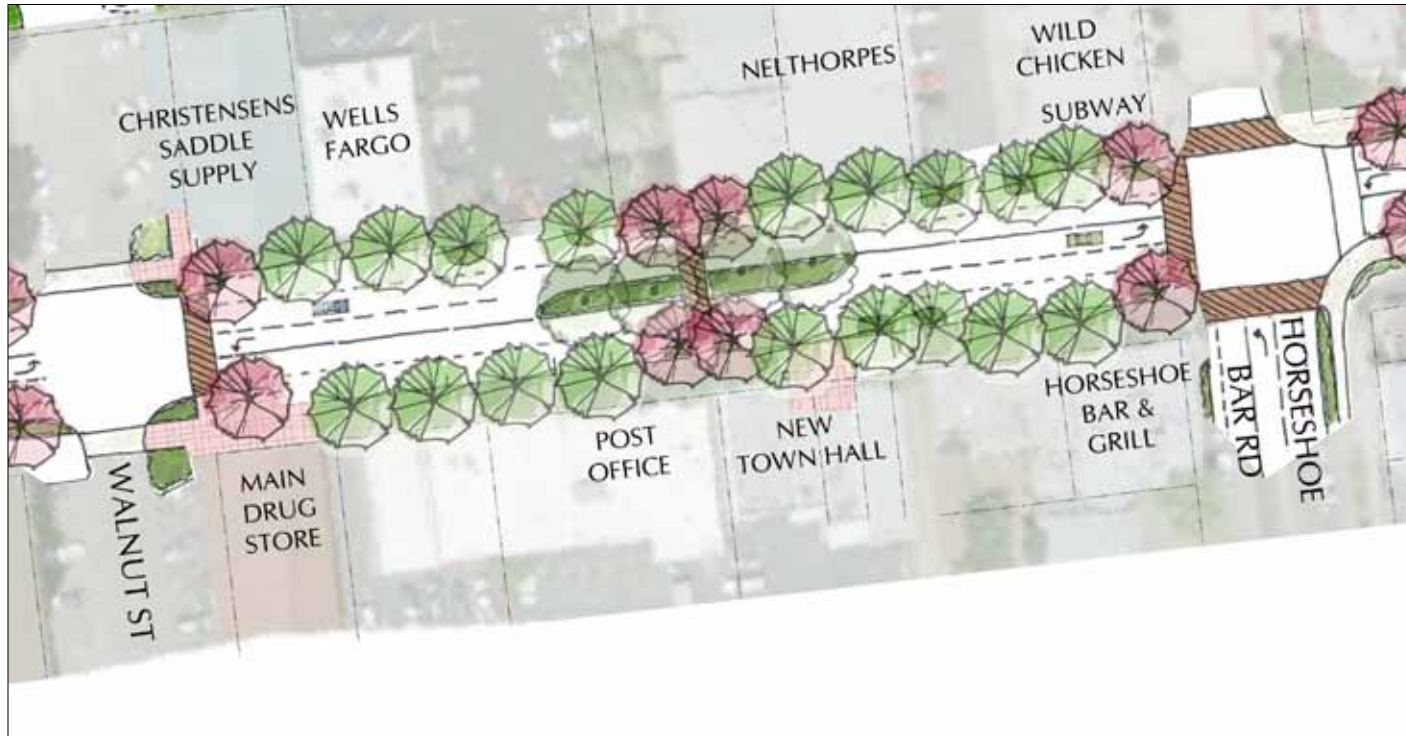 CHRISTENSENS
SADDLE
SUPPLY
WELLS
FARGO
NELTHORPES
WILD
CHICKEN
SUBWAY
WALNUT ST
MAIN
DRUG
STORE
POST
OFFICE
NEW
TOWN HALL
HORSESHOE
BAR &
GRILL
HORSESHOE
BAR RD